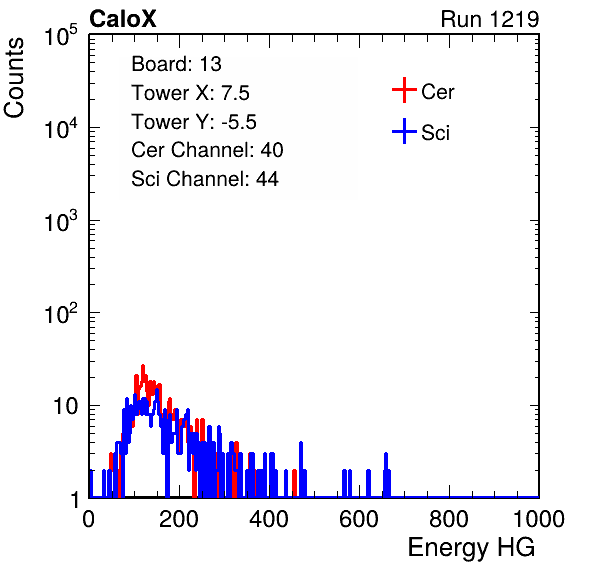 CaloX Run 1219
Board: 13
Tower X: 7.5
Tower Y: -5.5
Cer Channel: 40
Sci Channel: 44
Cer
Sci
Counts
10^5
10^4
10^3
10^2
10
1
0 200 400 600 800 1000
Energy HG